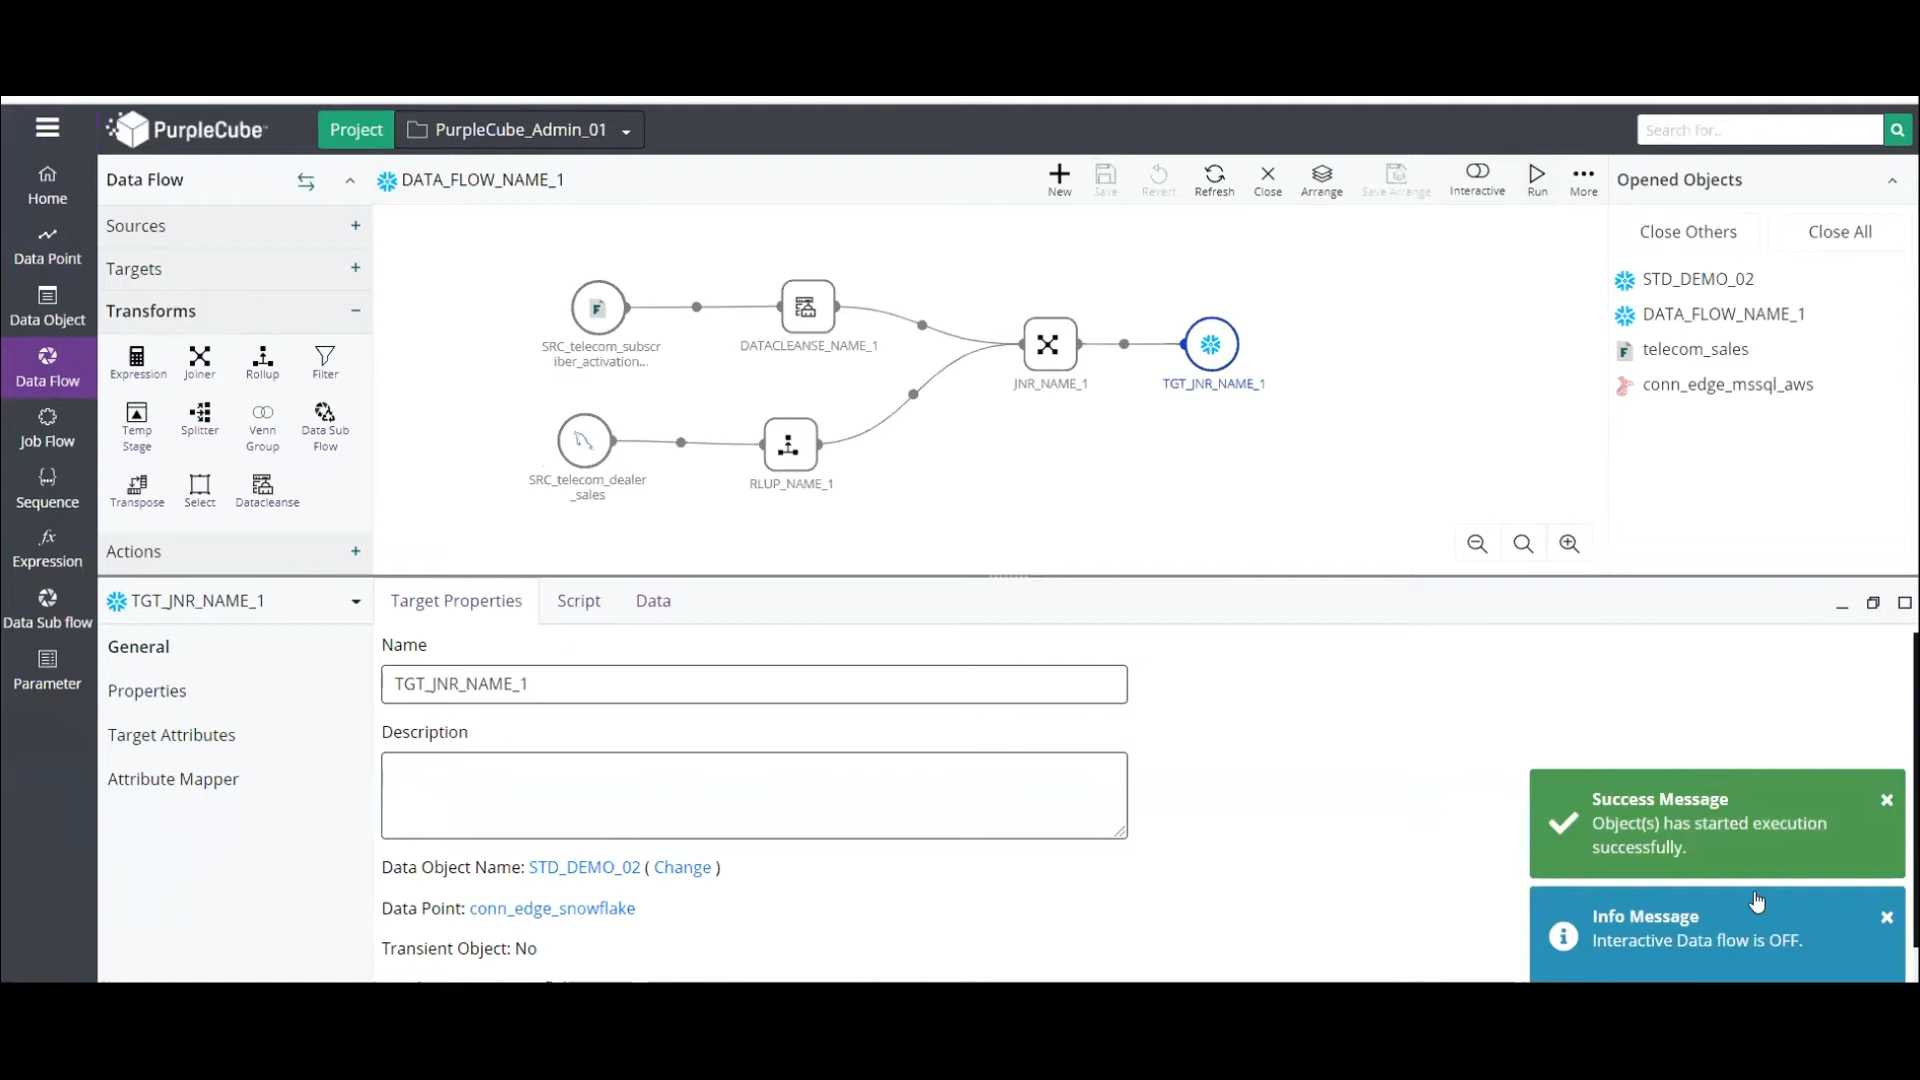 PurpleCube
Project
PurpleCube_Admin_01
Search for..
Home
Data Point
Data Object
Data Flow
Job Flow
Sequence
fx
Expression
Data Sub flow
Parameter
Data Flow
Sources
Targets
Transforms
Expression
Joiner
Rollup
Filter
Temp
Stage
Splitter
Venn
Group
Data Sub
Flow
Transpose
Select
Datacleanse
Actions
DATA_FLOW_NAME_1
New
Save
Revert
Refresh
Close
Arrange
Save Arrange
Interactive
Run
More
F
SRC_telecom_subscr
iber_activation...
DATACLEANSE_NAME_1
JNR_NAME_1
TGT_JNR_NAME_1
SRC_telecom_dealer
_sales
RLUP_NAME_1
Opened Objects
Close Others
Close All
STD_DEMO_02
DATA_FLOW_NAME_1
F
telecom_sales
conn_edge_mssql_aws
TGT_JNR_NAME_1
General
Properties
Target Attributes
Attribute Mapper
Target Properties
Script
Data
Name
TGT_JNR_NAME_1
Description
Data Object Name: STD_DEMO_02 ( Change )
Data Point: conn_edge_snowflake
Transient Object: No
Success Message
Object(s) has started execution
successfully.
Info Message
Interactive Data flow is OFF.